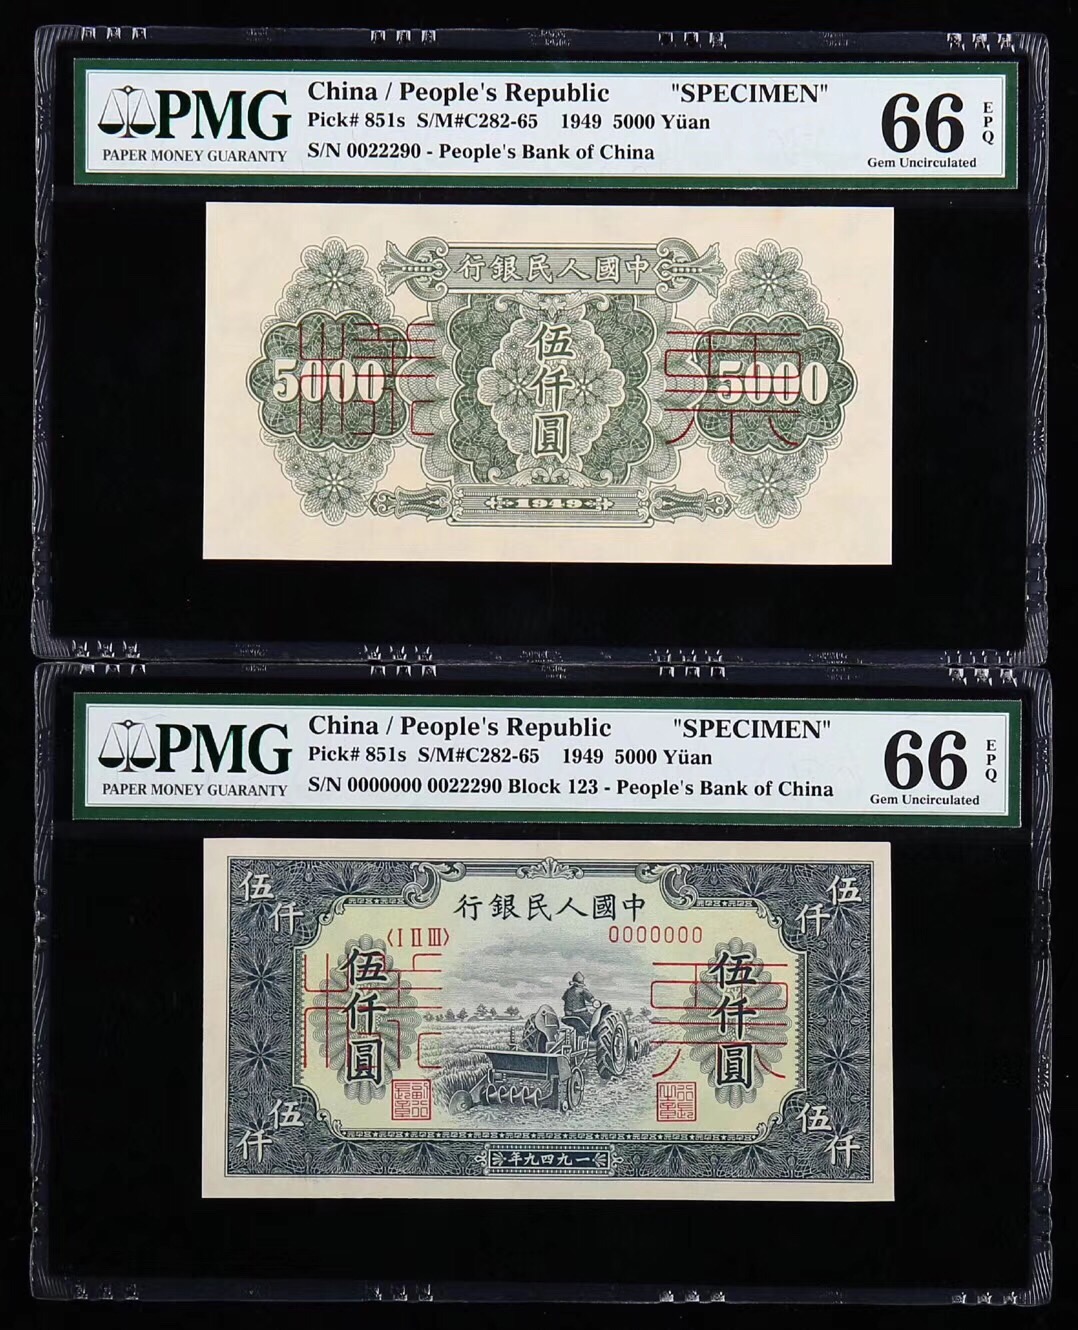 PMG
PAPER MONEY GUARANTY
China / People's Republic "SPECIMEN"
Pick# 851s S/M#C282-65 1949 5000 Yüan
S/N 0022290 - People's Bank of China
66
EPQ
Gem Uncirculated
行銀民人國中
5000
樣
伍仟圓
票
5000
1949
PMG
PAPER MONEY GUARANTY
China / People's Republic "SPECIMEN"
Pick# 851s S/M#C282-65 1949 5000 Yüan
S/N 0000000 0022290 Block 123 - People's Bank of China
66
EPQ
Gem Uncirculated
伍仟
行銀民人國中
伍仟
〈I II III〉
0000000
樣
伍仟圓
票
伍仟圓
伍仟
伍仟
年九四九一